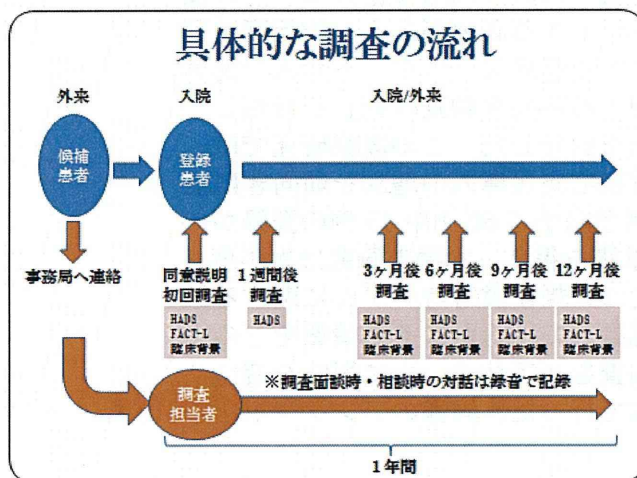 具体的な調査の流れ
外来
入院
入院/外来
候補
患者
登録
患者
事務局へ連絡
同意説明
初回調査
HADS
FACT-L
臨床背景
1週間後
調査
HADS
3ヶ月後
調査
HADS
FACT-L
臨床背景
6ヶ月後
調査
HADS
FACT-L
臨床背景
9ヶ月後
調査
HADS
FACT-L
臨床背景
12ヶ月後
調査
HADS
FACT-L
臨床背景
※調査面談時・相談時の対話は録音で記録
調査
担当者
1年間